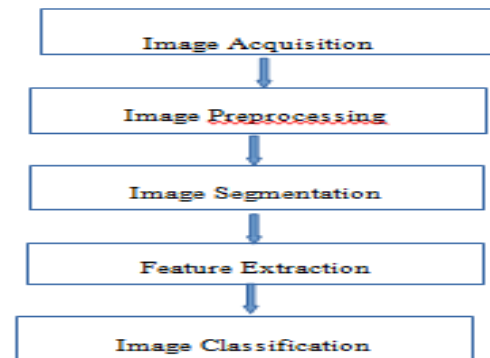 Image Acquisition
Image Preprocessing
Image Segmentation
Feature Extraction
Image Classification